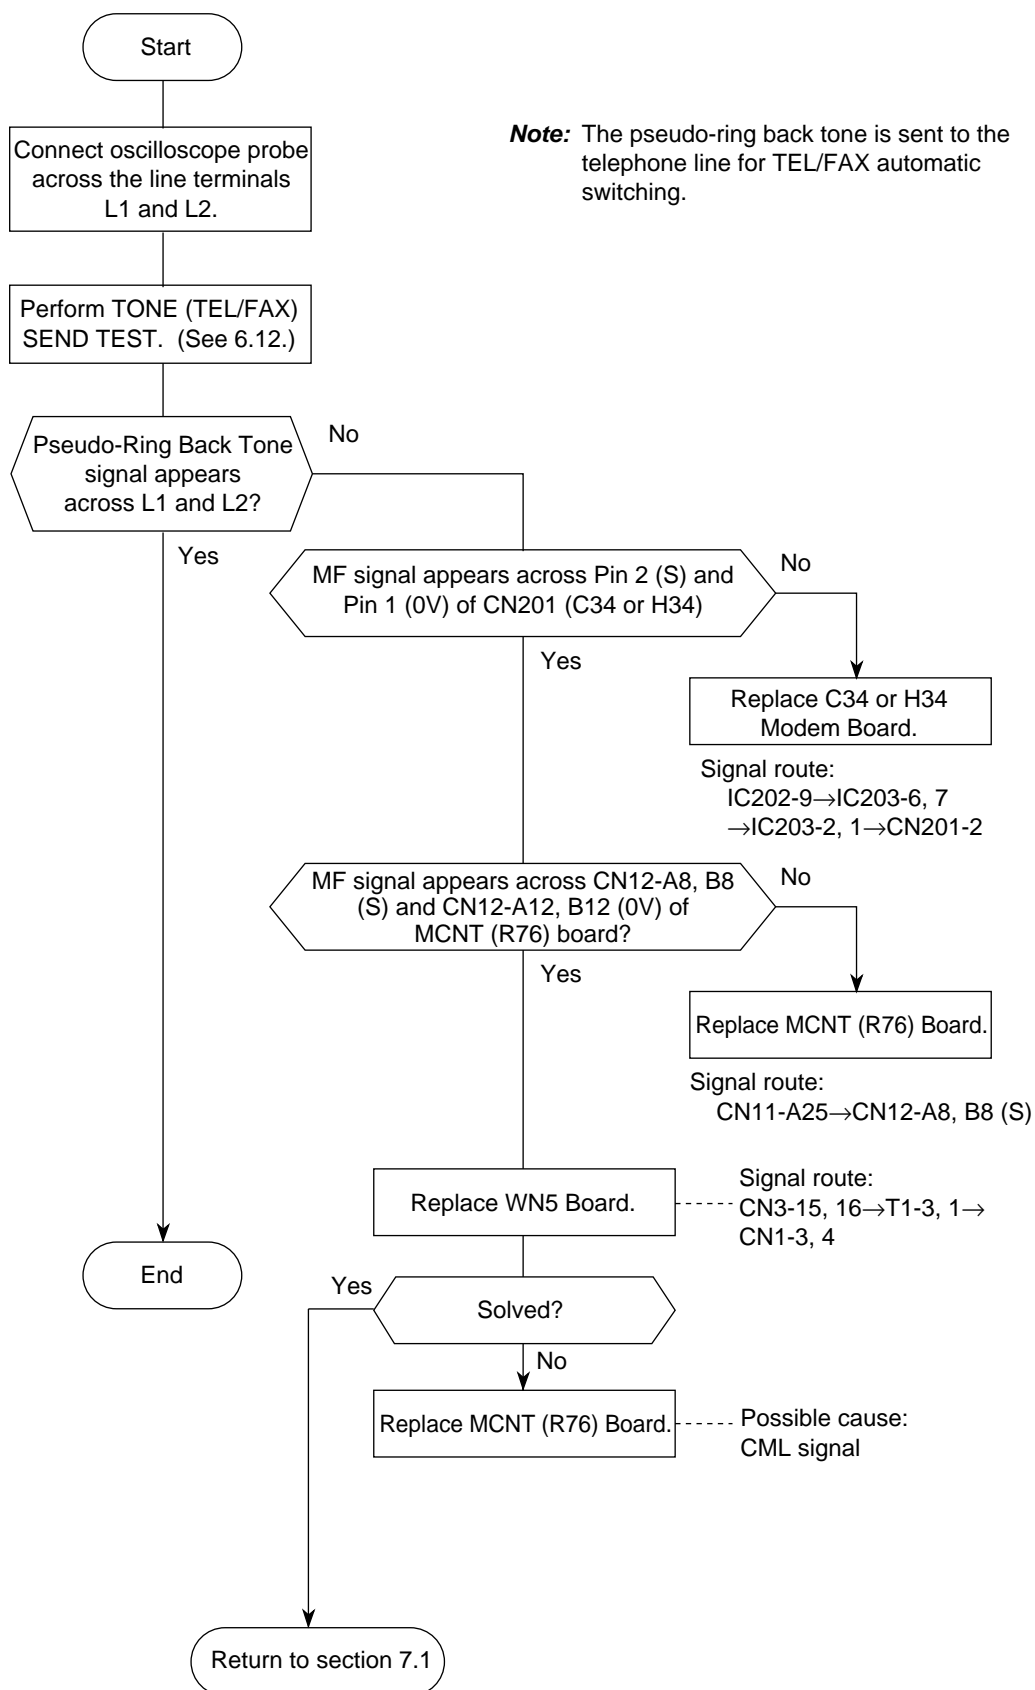 Start
Connect oscilloscope probe
across the line terminals
L1 and L2.
Note: The pseudo-ring back tone is sent to the
telephone line for TEL/FAX automatic
switching.
Perform TONE (TEL/FAX)
SEND TEST. (See 6.12.)
Pseudo-Ring Back Tone
signal appears
across L1 and L2?
No
Yes
MF signal appears across Pin 2 (S) and
Pin 1 (0V) of CN201 (C34 or H34)
No
Yes
Replace C34 or H34
Modem Board.
Signal route:
IC202-9→IC203-6, 7
→IC203-2, 1→CN201-2
MF signal appears across CN12-A8, B8
(S) and CN12-A12, B12 (0V) of
MCNT (R76) board?
No
Yes
Replace MCNT (R76) Board.
Signal route:
CN11-A25→CN12-A8, B8 (S)
Replace WN5 Board.
Signal route:
CN3-15, 16→T1-3, 1→
CN1-3, 4
End
Yes
Solved?
No
Replace MCNT (R76) Board.
Possible cause:
CML signal
Return to section 7.1